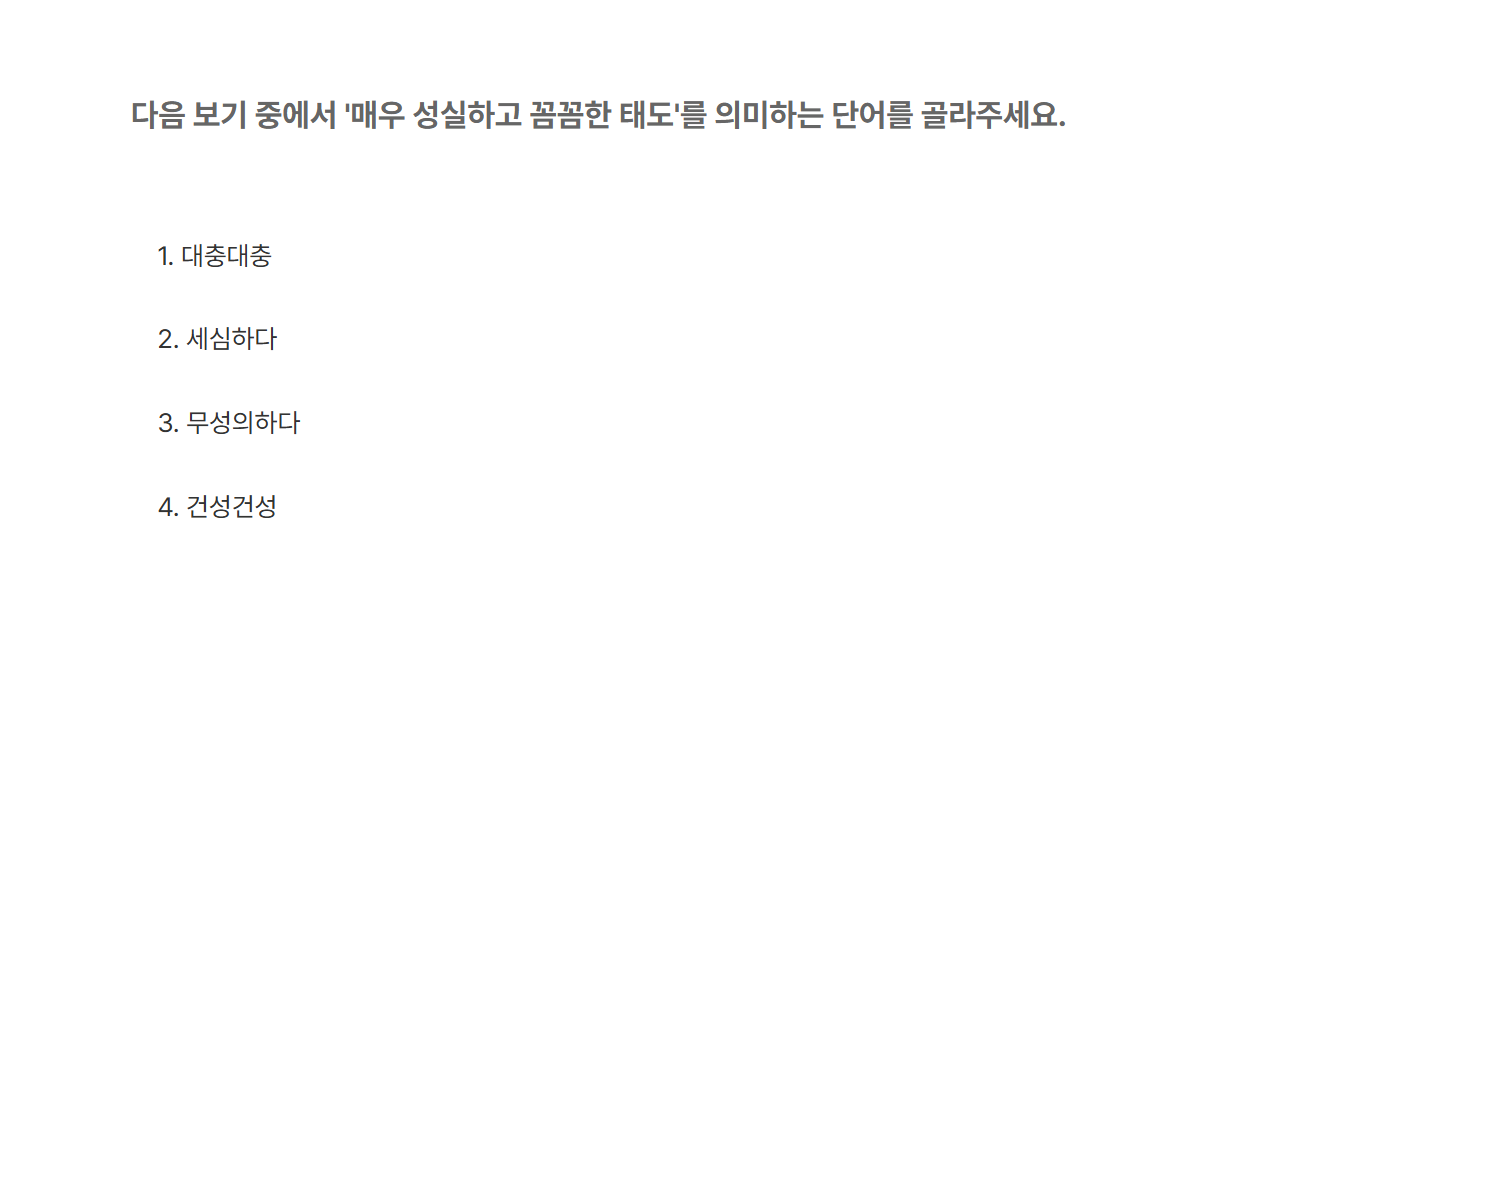 다음 보기 중에서 '매우 성실하고 꼼꼼한 태도'를 의미하는 단어를 골라주세요.
1. 대충대충
2. 세심하다
3. 무성의하다
4. 건성건성